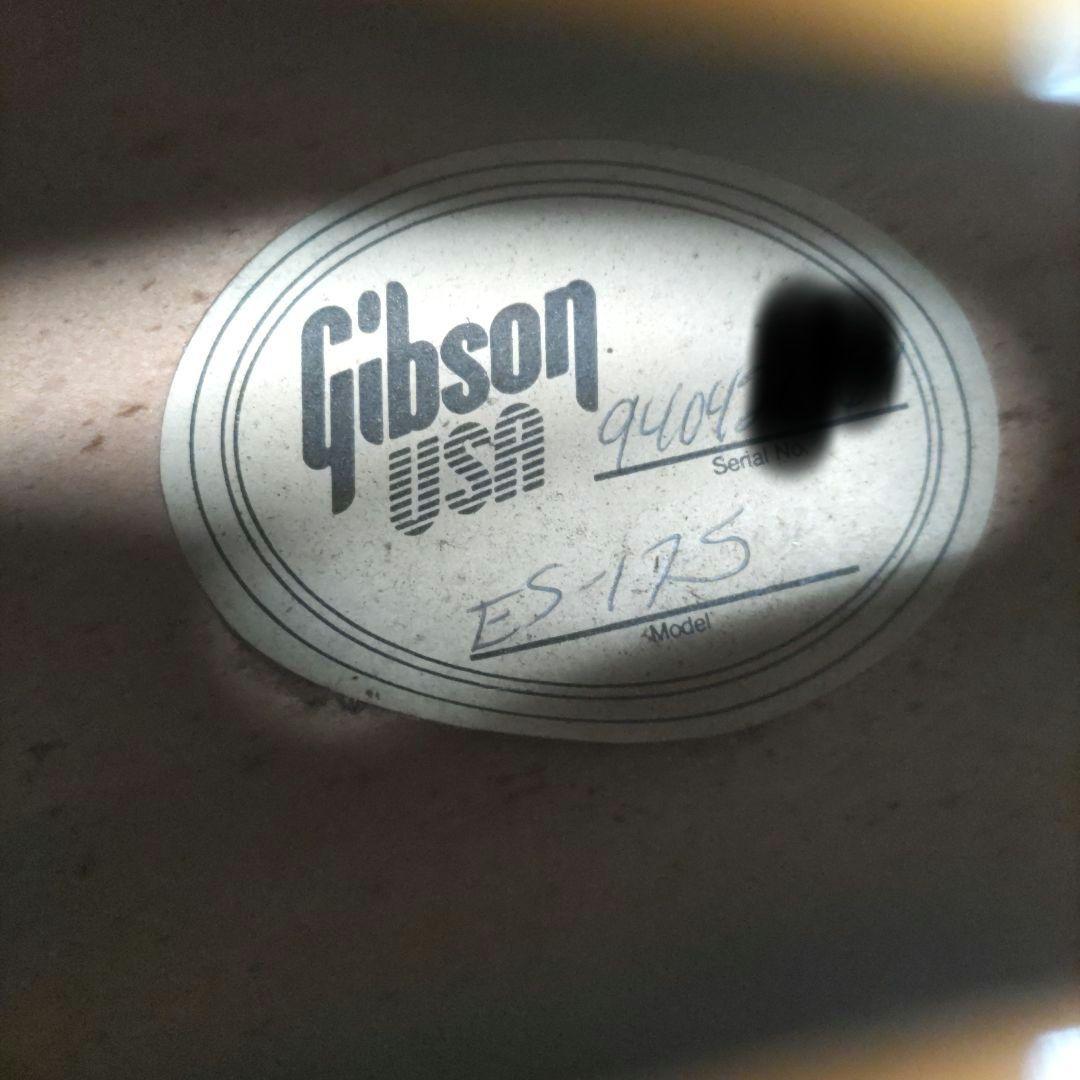 Gibson
USA
9404
Serial No.
ES-175
Model